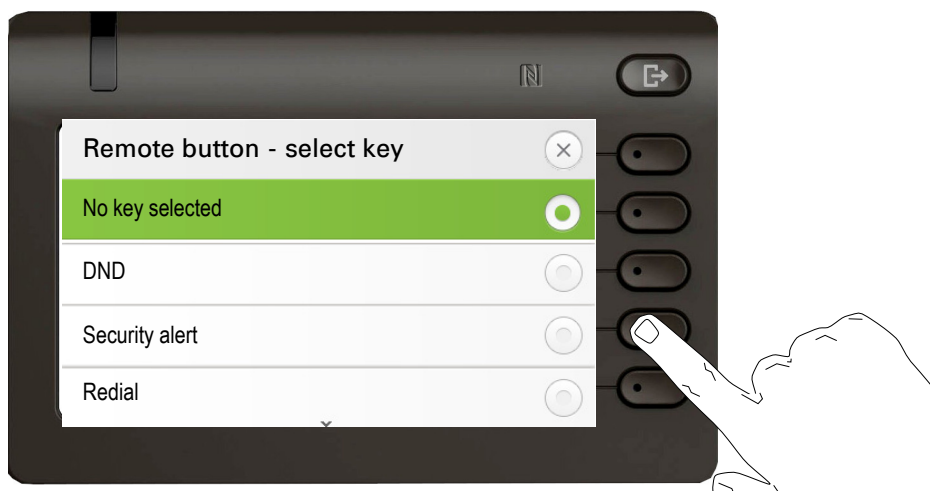 Remote button - select key
No key selected
DND
Security alert
Redial